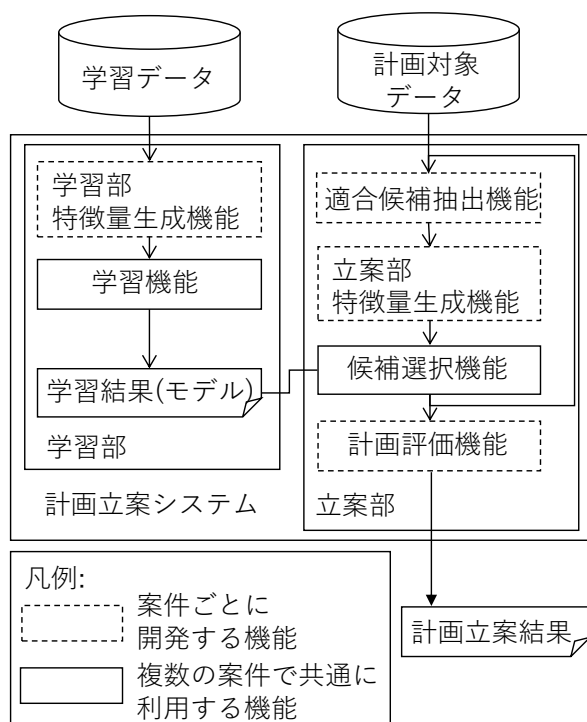 学習データ
計画対象
データ
学習部
特徴量生成機能
学習機能
学習結果(モデル)
学習部
適合候補抽出機能
立案部
特徴量生成機能
候補選択機能
計画評価機能
計画立案システム
立案部
凡例:
案件ごとに
開発する機能
複数の案件で共通に
利用する機能
計画立案結果